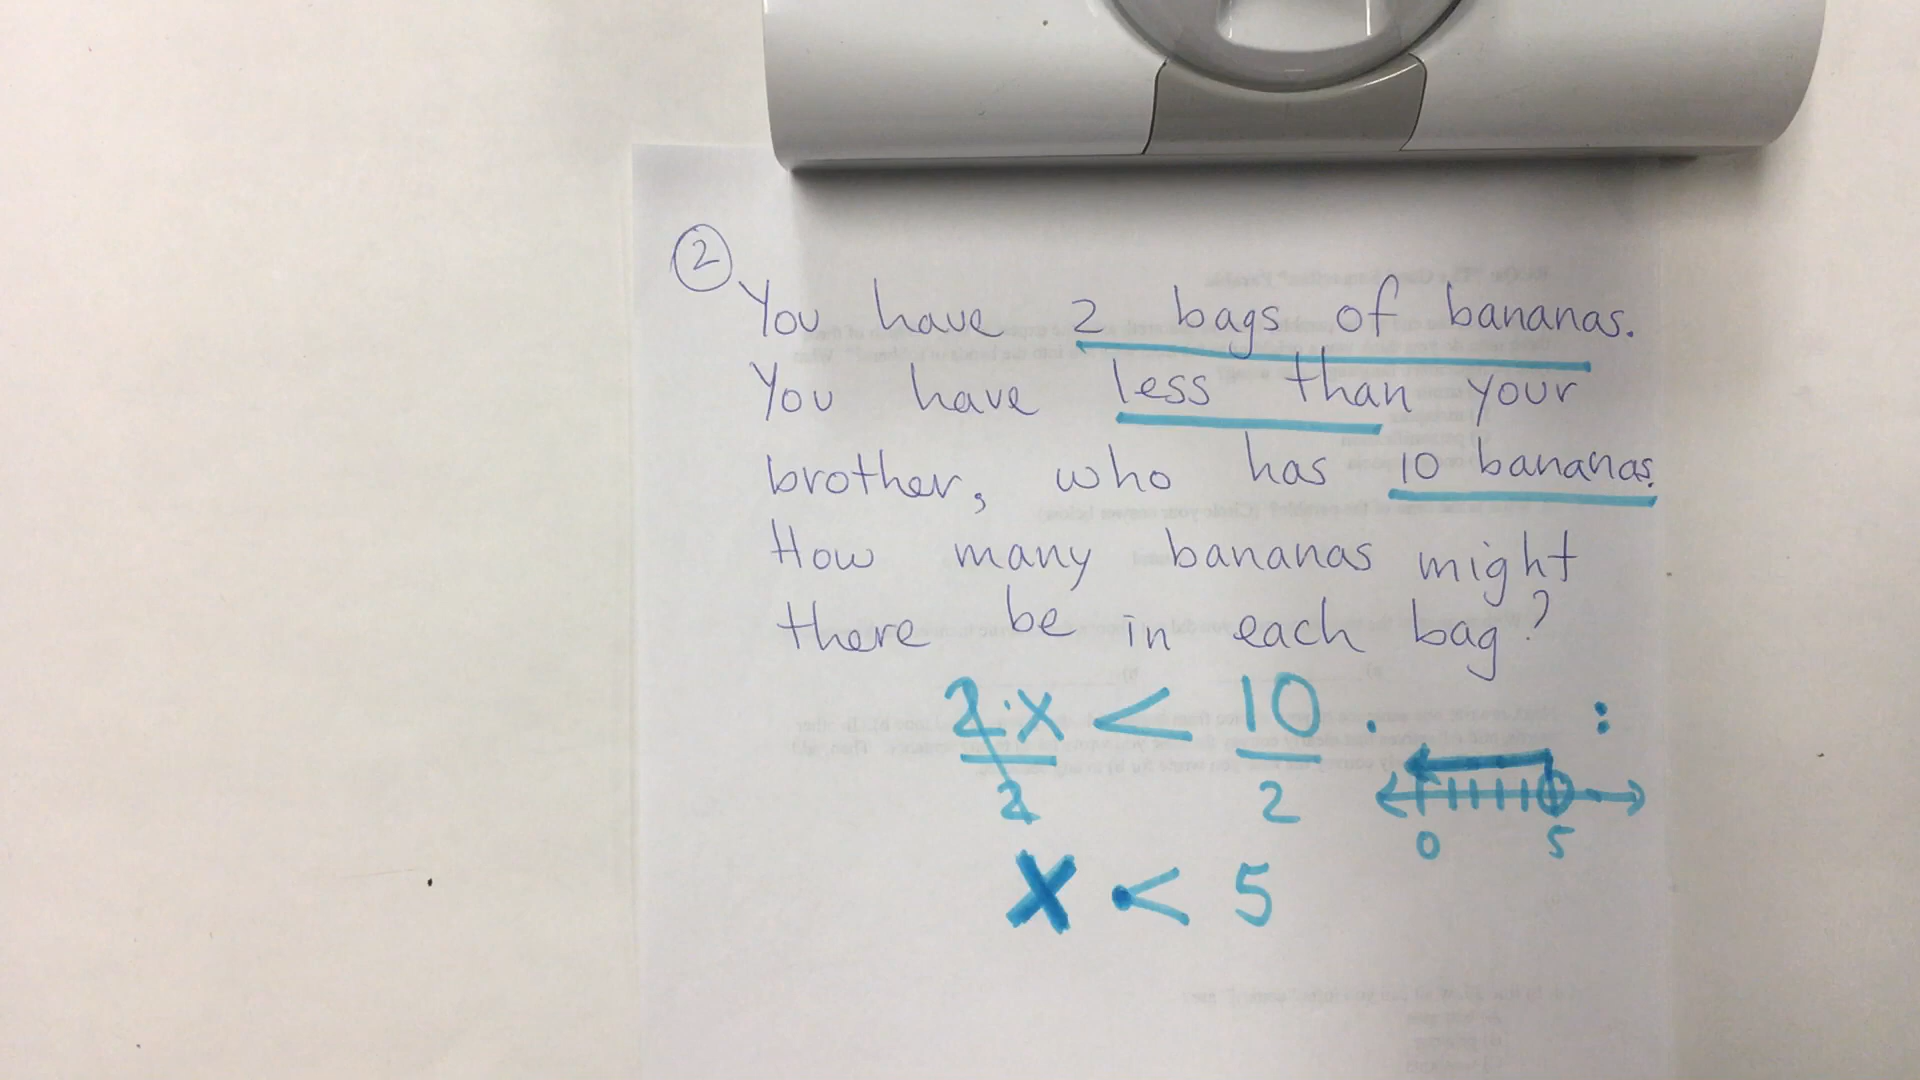 2
You have 2 bags of bananas.
You have less than your
brother, who has 10 bananas.
How many bananas might
there be in each bag?
2·x < 10
2 2
0 5
x < 5